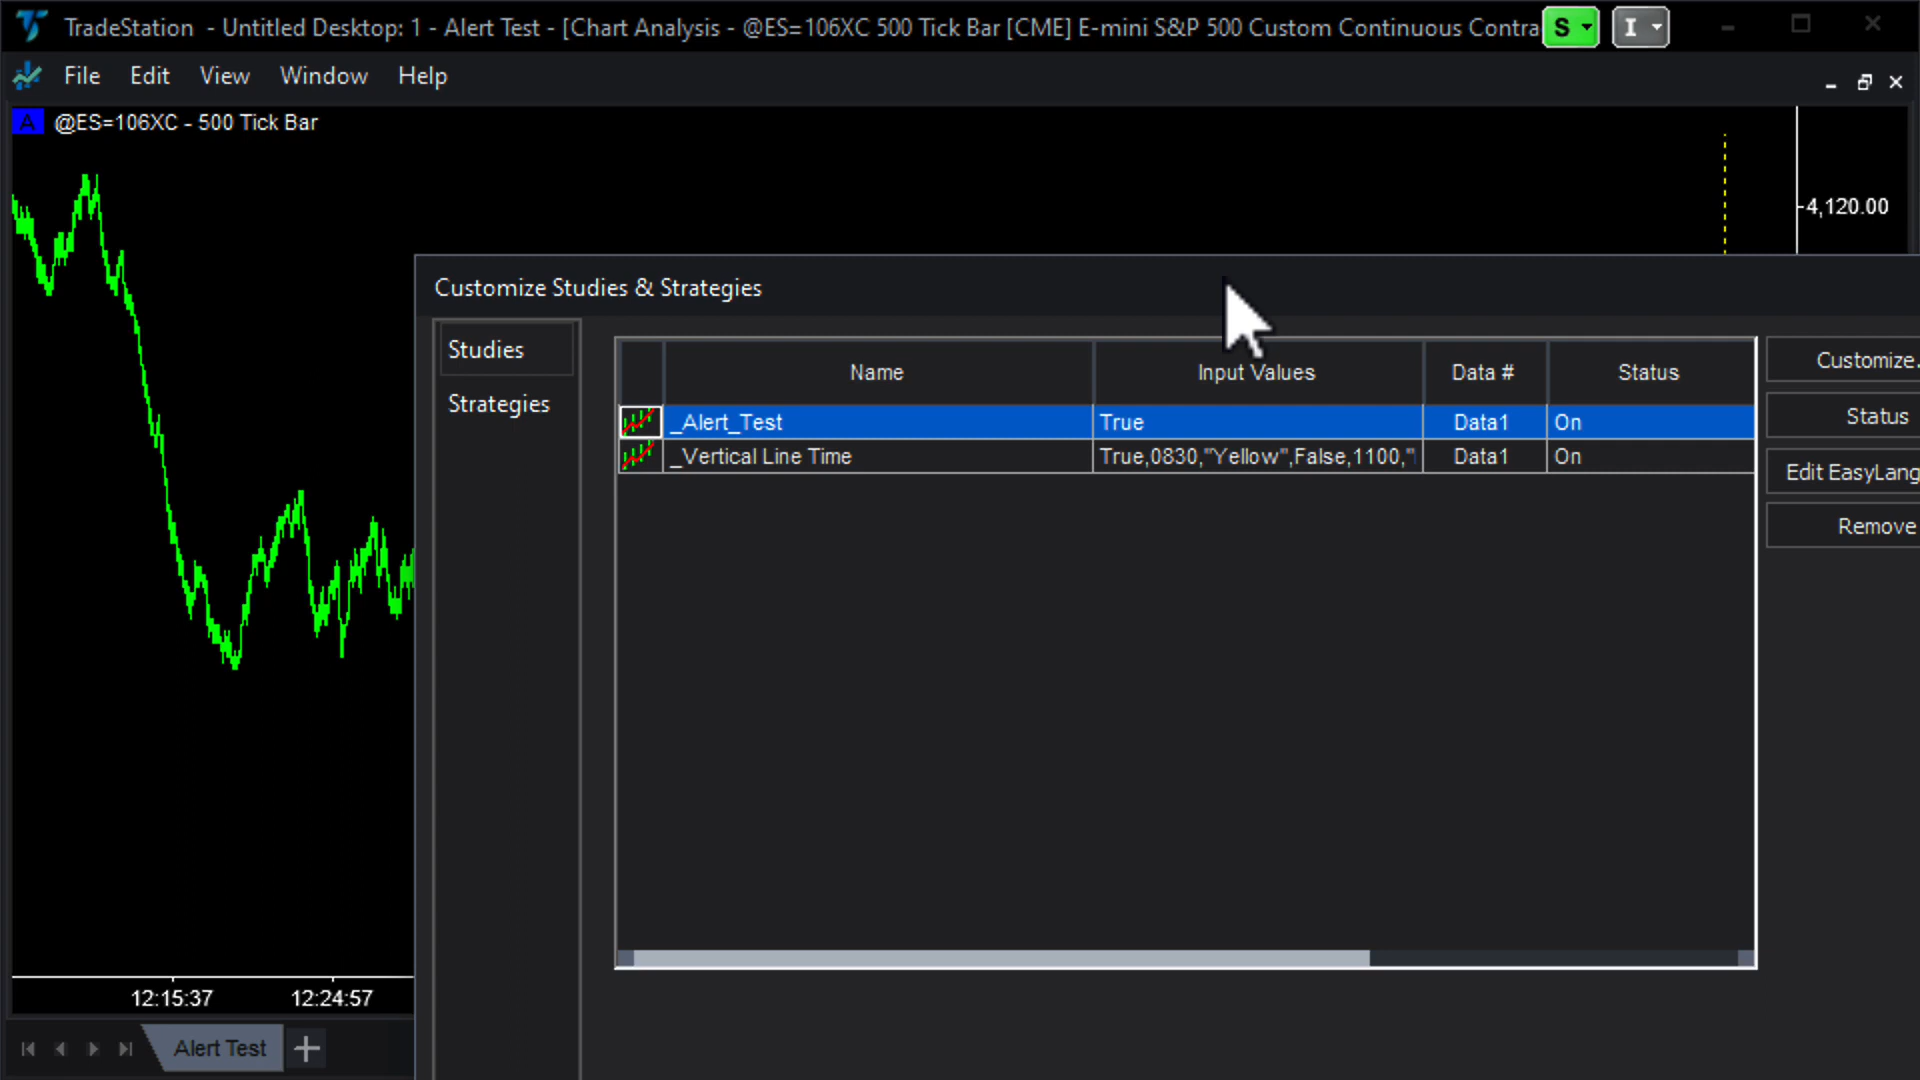 TradeStation - Untitled Desktop: 1 - Alert Test - [Chart Analysis - @ES=106XC 500 Tick Bar [CME] E-mini S&P 500 Custom Continuous Contra
S
I
File Edit View Window Help
A @ES=106XC - 500 Tick Bar
4,120.00
Customize Studies & Strategies
Studies
Strategies
Name Input Values Data # Status
_Alert_Test True Data1 On
_Vertical Line Time True,0830,"Yellow",False,1100," Data1 On
Customize.
Status
Edit EasyLang
Remove
12:15:37 12:24:57
Alert Test